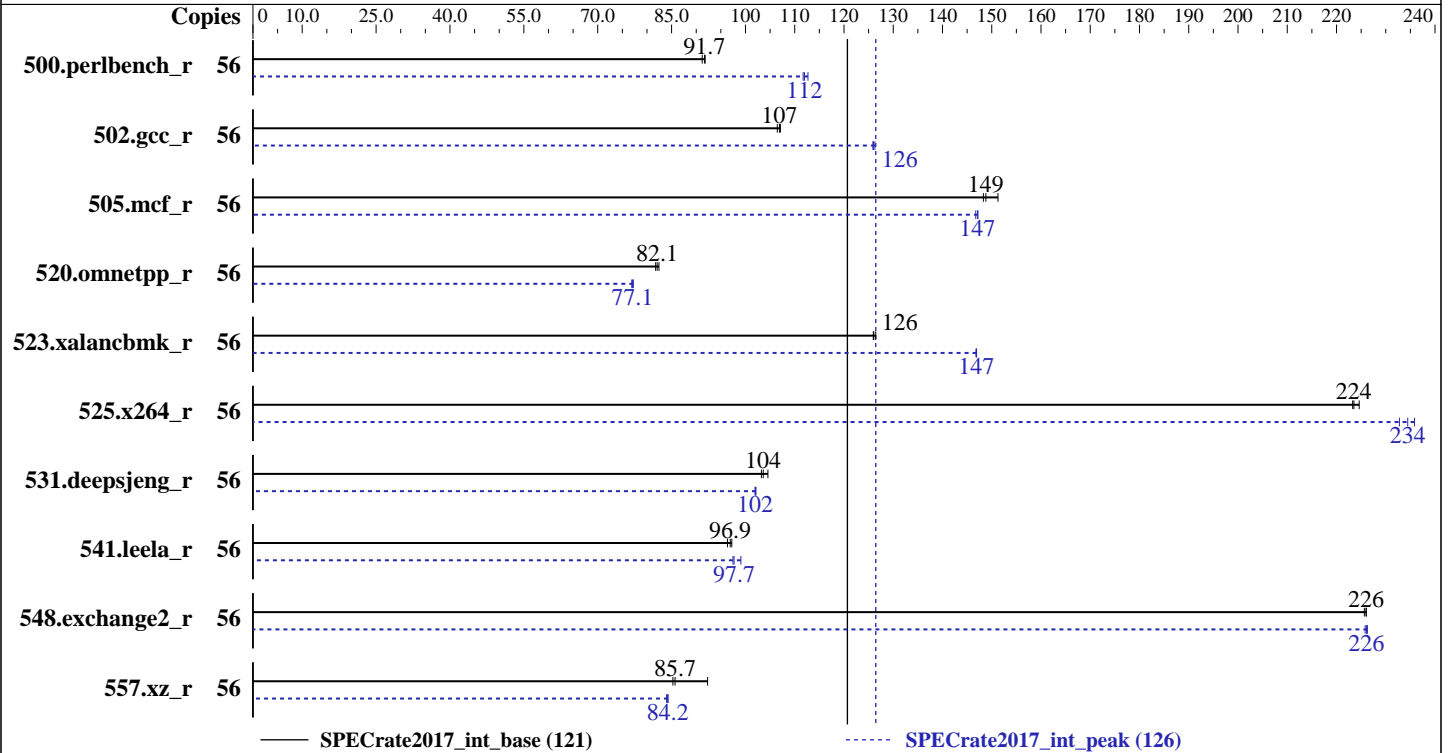 Copies 0 10.0 25.0 40.0 55.0 70.0 85.0 100 110 120 130 140 150 160 170 180 190 200 210 220 240
500.perlbench_r 56 91.7
112
502.gcc_r 56 107
126
505.mcf_r 56 149
147
520.omnetpp_r 56 82.1
77.1
523.xalancbmk_r 56 126
147
525.x264_r 56 224
234
531.deepsjeng_r 56 104
102
541.leela_r 56 96.9
97.7
548.exchange2_r 56 226
226
557.xz_r 56 85.7
84.2
SPECrate2017_int_base (121) SPECrate2017_int_peak (126)